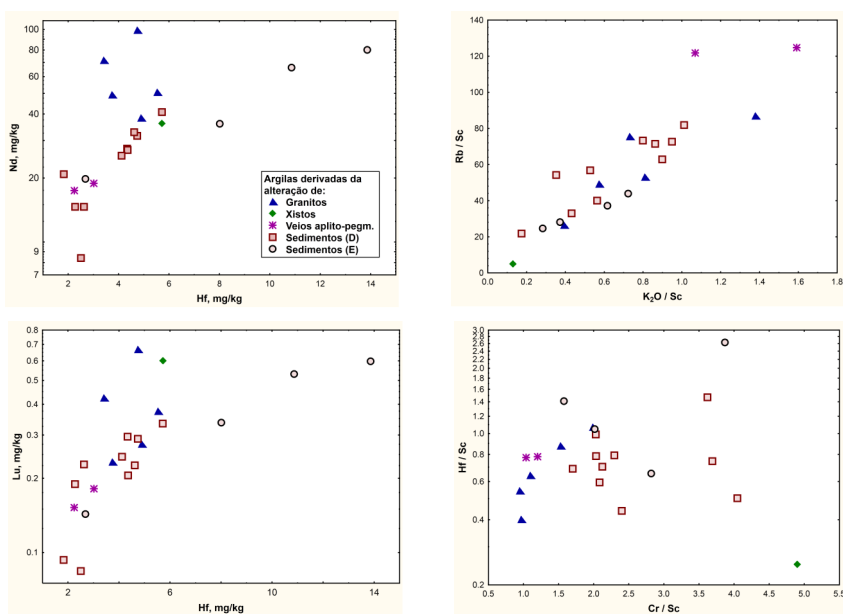 100
80
60
40
20
9
7
Nd, mg/kg
2 4 6 8 10 12 14
Hf, mg/kg
Argilas derivadas da
alteração de:
Granitos
Xistos
Veios aplito-pegm.
Sedimentos (D)
Sedimentos (E)
140
120
100
80
60
40
20
0
Rb / Sc
0.0 0.2 0.4 0.6 0.8 1.0 1.2 1.4 1.6 1.8
K₂O / Sc
0.8
0.7
0.6
0.5
0.4
0.3
0.2
0.1
Lu, mg/kg
2 4 6 8 10 12 14
Hf, mg/kg
3.0
2.6
2.2
1.8
1.4
1.2
1.0
0.8
0.6
0.4
0.2
Hf / Sc
0.5 1.0 1.5 2.0 2.5 3.0 3.5 4.0 4.5 5.0 5.5
Cr / Sc